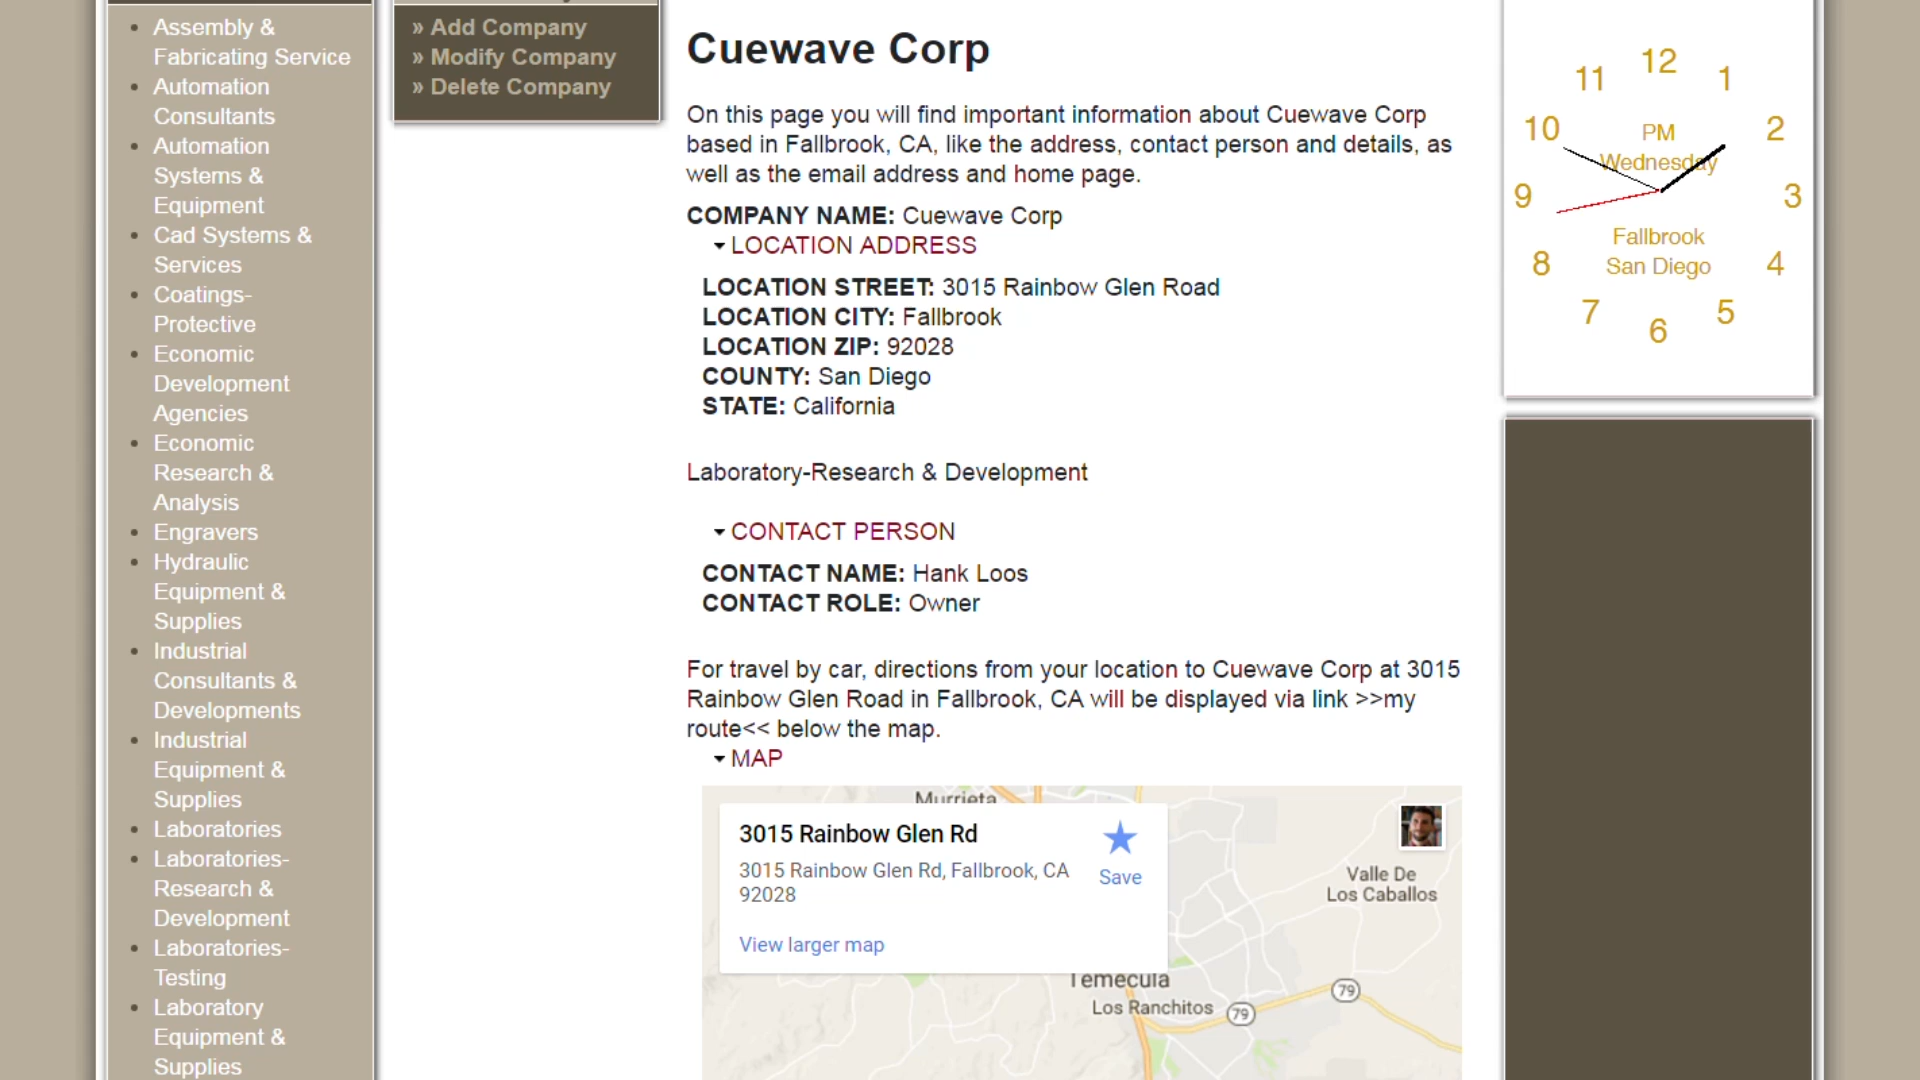 Assembly &
Fabricating Service
Automation
Consultants
Automation
Systems &
Equipment
Cad Systems &
Services
Coatings-
Protective
Economic
Development
Agencies
Economic
Research &
Analysis
Engravers
Hydraulic
Equipment &
Supplies
Industrial
Consultants &
Developments
Industrial
Equipment &
Supplies
Laboratories
Laboratories-
Research &
Development
Laboratories-
Testing
Laboratory
Equipment &
Supplies
» Add Company
» Modify Company
» Delete Company
Cuewave Corp
On this page you will find important information about Cuewave Corp
based in Fallbrook, CA, like the address, contact person and details, as
well as the email address and home page.
COMPANY NAME: Cuewave Corp
LOCATION ADDRESS
LOCATION STREET: 3015 Rainbow Glen Road
LOCATION CITY: Fallbrook
LOCATION ZIP: 92028
COUNTY: San Diego
STATE: California
Laboratory-Research & Development
CONTACT PERSON
CONTACT NAME: Hank Loos
CONTACT ROLE: Owner
For travel by car, directions from your location to Cuewave Corp at 3015
Rainbow Glen Road in Fallbrook, CA will be displayed via link >>my
route<< below the map.
MAP
Murrieta
3015 Rainbow Glen Rd
3015 Rainbow Glen Rd, Fallbrook, CA
92028
Save
View larger map
Valle De
Los Caballos
Temecula
Los Ranchitos
79
79
12
11
1
10
2
PM
Wednesday
9
3
Fallbrook
San Diego
8
4
7
5
6